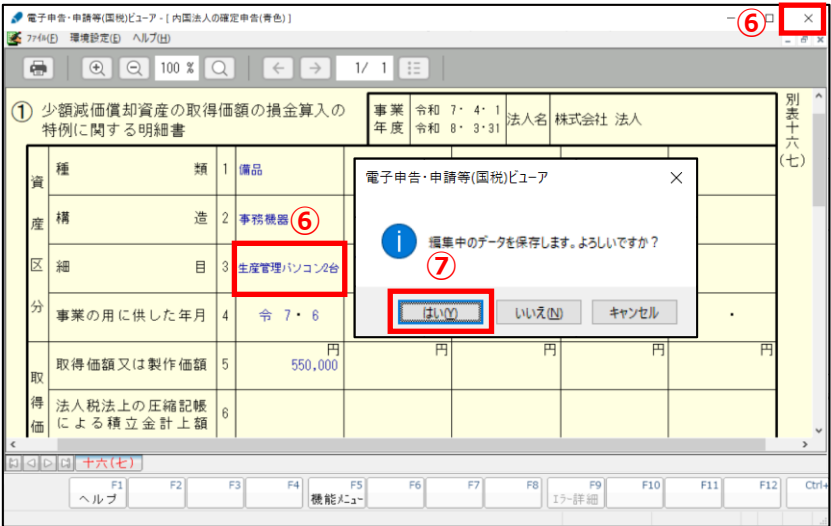 電子申告・申請等(国税)ビューア - [ 内国法人の確定申告(青色) ]
⑥
ファイル(F) 環境設定(E) ヘルプ(H)
100 %
1/ 1
① 少額減価償却資産の取得価額の損金算入の
特例に関する明細書
事業
年度
令和 7・ 4・ 1
令和 8・ 3・31
法人名
株式会社 法人
別表十六(七)
資産区分
種 類 1 備品
構 造 2 事務機器
⑥
細 目 3 生産管理パソコン2台
事業の用に供した年月 4 令 7・ 6
・
取得価
取得価額又は製作価額 5 円 550,000 円 円 円 円
法人税法上の圧縮記帳
による積立金計上額
6
電子申告・申請等(国税)ビューア
編集中のデータを保存します。よろしいですか?
⑦
はい(Y) いいえ(N) キャンセル
十六(七)
F1 ヘルプ
F2
F3
F4
F5 機能メニュー
F6
F7
F8
F9 エラー詳細
F10
F11
F12
Ctrl+